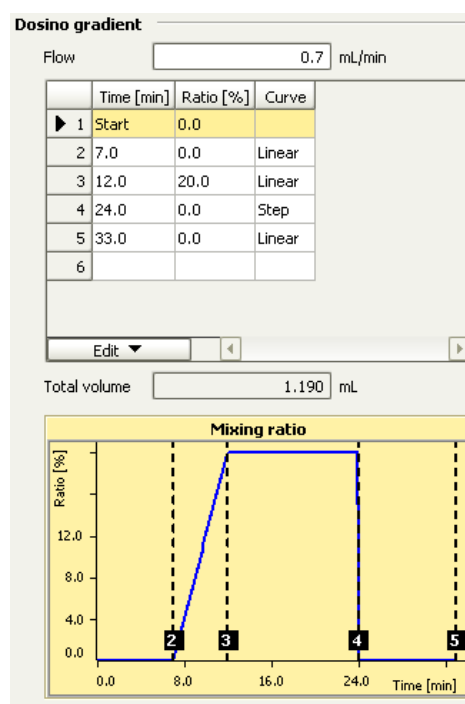 Dosino gradient
Flow 0.7 mL/min
Time [min] Ratio [%] Curve
1 Start 0.0
2 7.0 0.0 Linear
3 12.0 20.0 Linear
4 24.0 0.0 Step
5 33.0 0.0 Linear
6
Edit
Total volume 1.190 mL
Mixing ratio
Ratio [%]
12.0
8.0
4.0
0.0
2 3 4 5
0.0 8.0 16.0 24.0 Time [min]